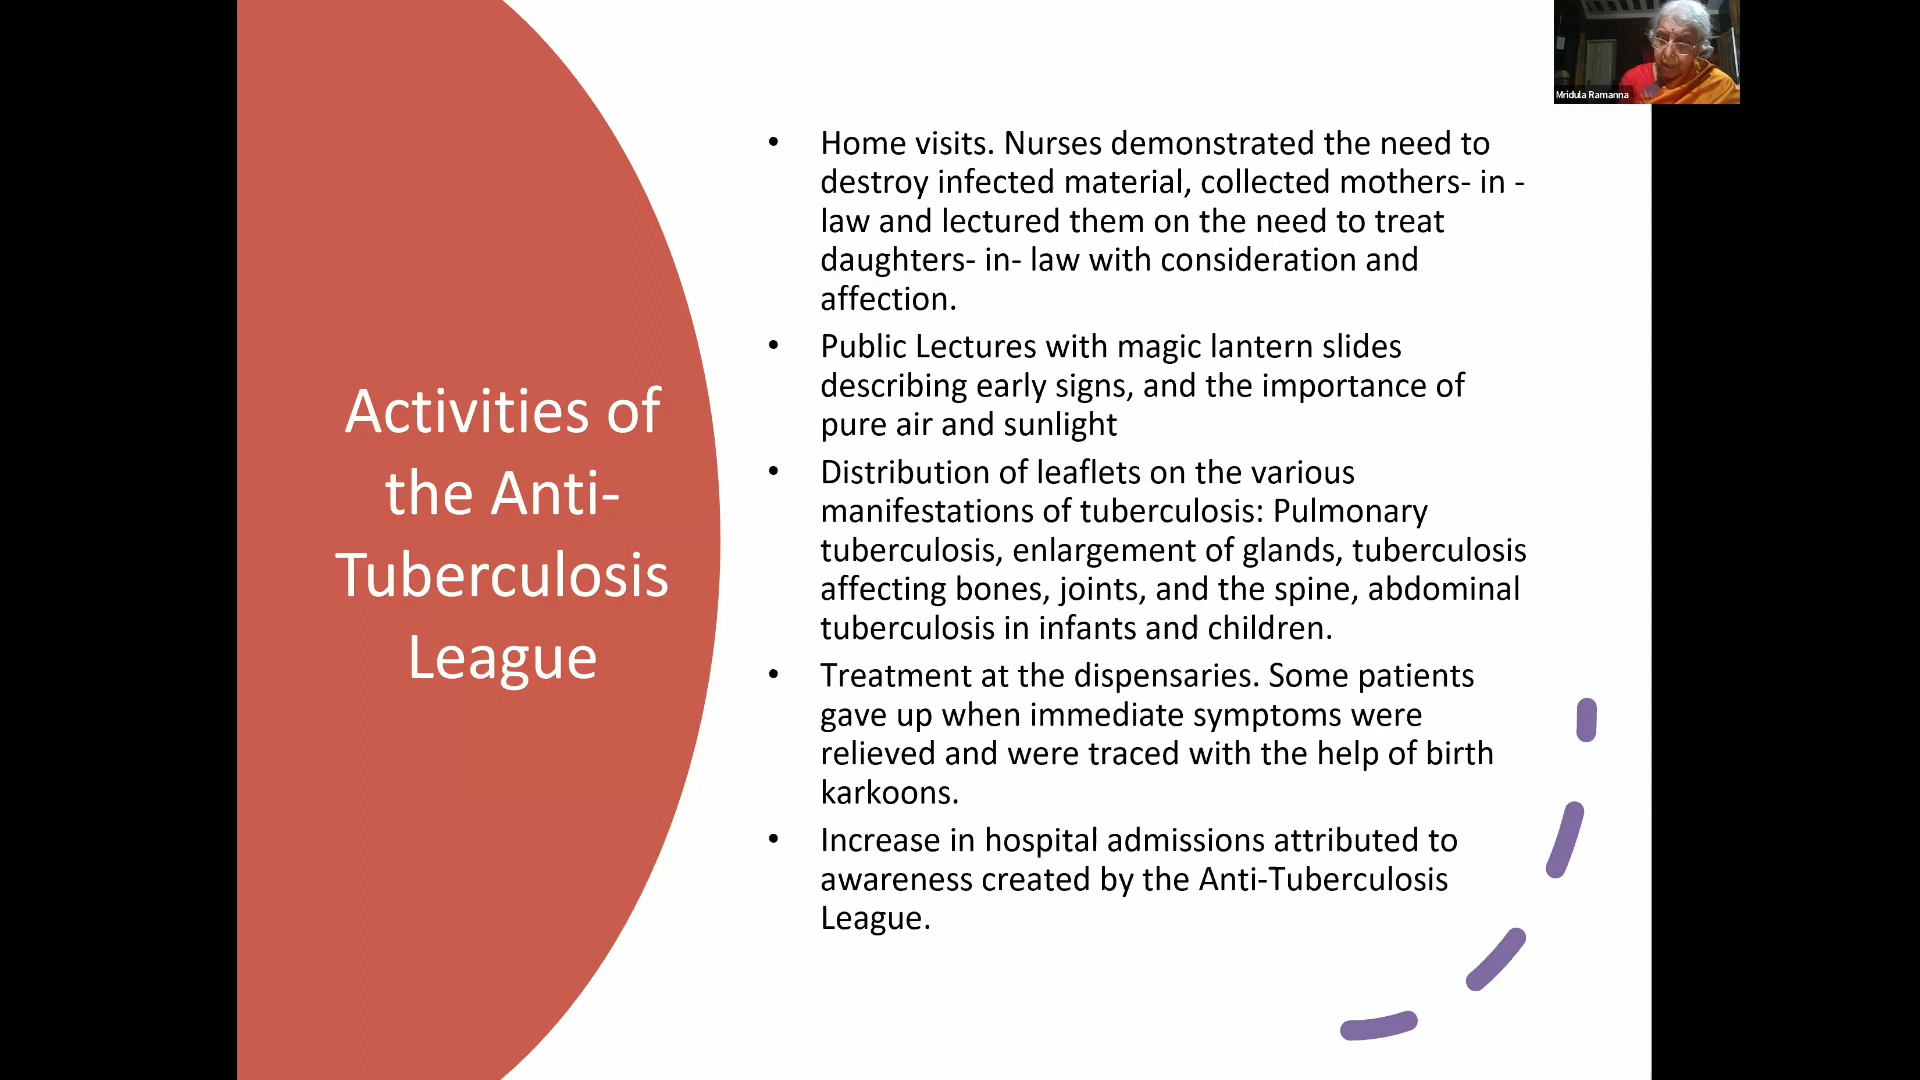 Mridula Ramanna
Activities of
the Anti-
Tuberculosis
League
• Home visits. Nurses demonstrated the need to
destroy infected material, collected mothers- in -
law and lectured them on the need to treat
daughters- in- law with consideration and
affection.
• Public Lectures with magic lantern slides
describing early signs, and the importance of
pure air and sunlight
• Distribution of leaflets on the various
manifestations of tuberculosis: Pulmonary
tuberculosis, enlargement of glands, tuberculosis
affecting bones, joints, and the spine, abdominal
tuberculosis in infants and children.
• Treatment at the dispensaries. Some patients
gave up when immediate symptoms were
relieved and were traced with the help of birth
karkoons.
• Increase in hospital admissions attributed to
awareness created by the Anti-Tuberculosis
League.